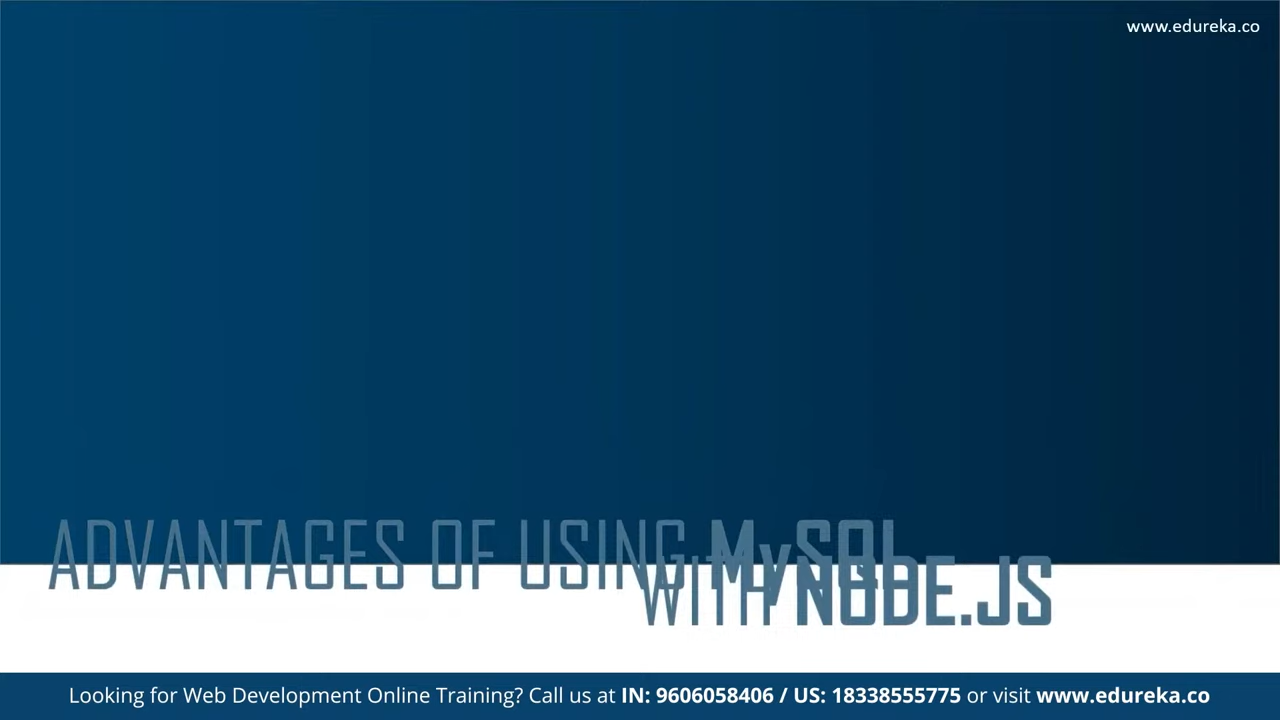 www.edureka.co
ADVANTAGES OF USING MySQL
WITH NODE.JS
Looking for Web Development Online Training? Call us at IN: 9606058406 / US: 18338555775 or visit www.edureka.co